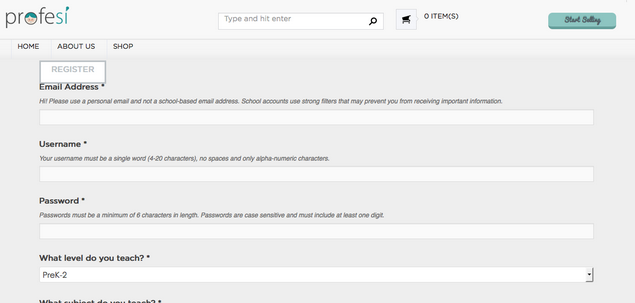 profesi
Type and hit enter
0 ITEM(S)
Start Selling
HOME
ABOUT US
SHOP
REGISTER
Email Address *
Hi! Please use a personal email and not a school-based email address. School accounts use strong filters that may prevent you from receiving important information.
Username *
Your username must be a single word (4-20 characters), no spaces and only alpha-numeric characters.
Password *
Passwords must be a minimum of 6 characters in length. Passwords are case sensitive and must include at least one digit.
What level do you teach? *
PreK-2
What subject do you teach? *